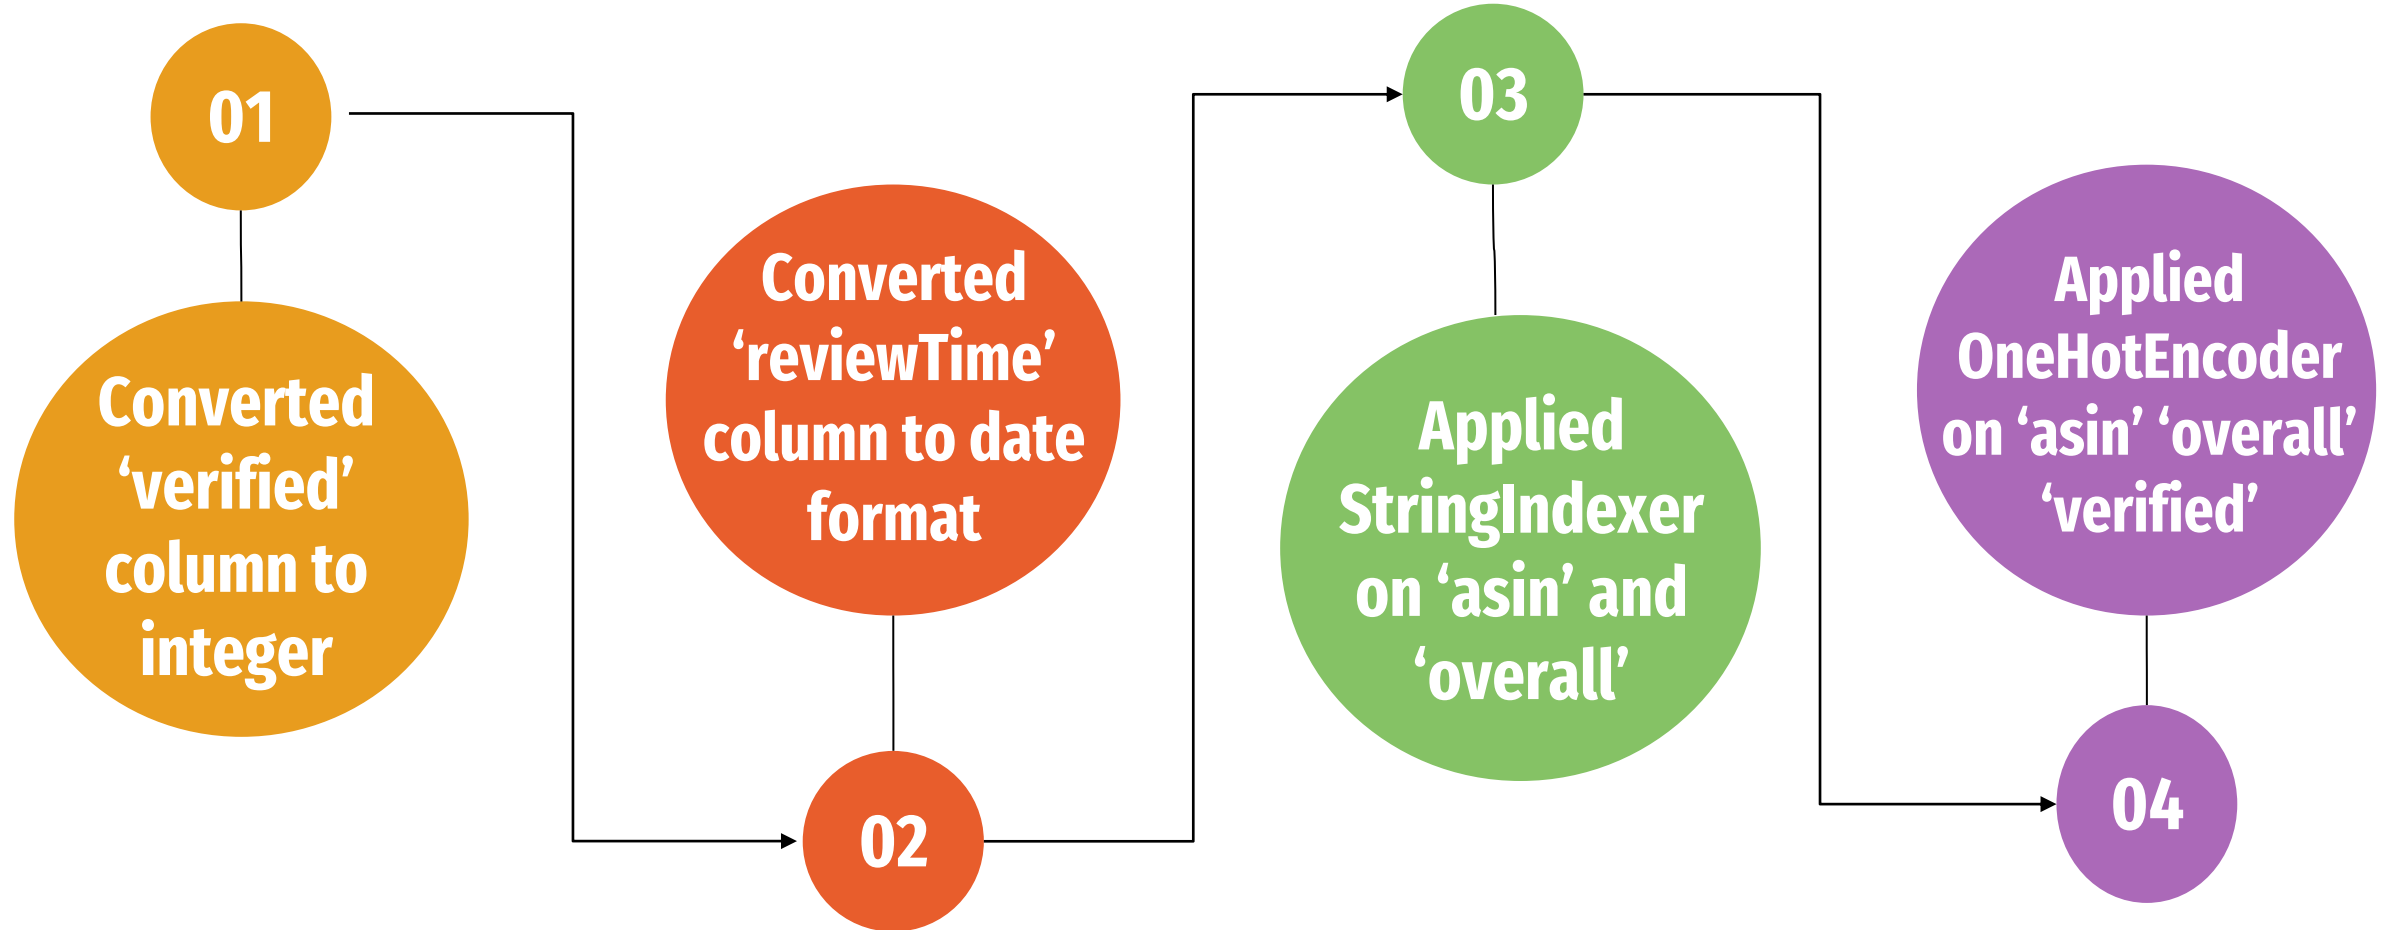 01
Converted
‘verified’
column to
integer
Converted
‘reviewTime’
column to date
format
02
03
Applied
StringIndexer
on ‘asin’ and
‘overall’
Applied
OneHotEncoder
on ‘asin’ ‘overall’
‘verified’
04